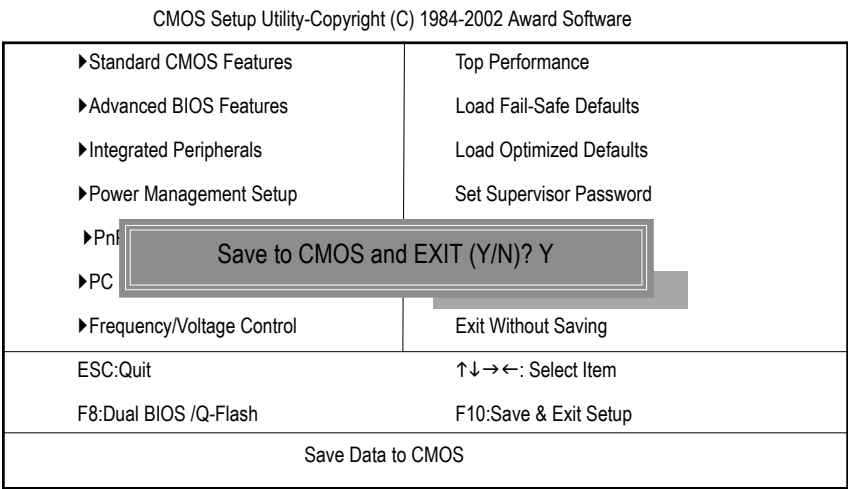 CMOS Setup Utility-Copyright (C) 1984-2002 Award Software
▶Standard CMOS Features
Top Performance
▶Advanced BIOS Features
Load Fail-Safe Defaults
▶Integrated Peripherals
Load Optimized Defaults
▶Power Management Setup
Set Supervisor Password
▶
Save to CMOS and EXIT (Y/N)? Y
▶PC
▶Frequency/Voltage Control
Exit Without Saving
ESC:Quit
↑↓→←: Select Item
F8:Dual BIOS /Q-Flash
F10:Save & Exit Setup
Save Data to CMOS